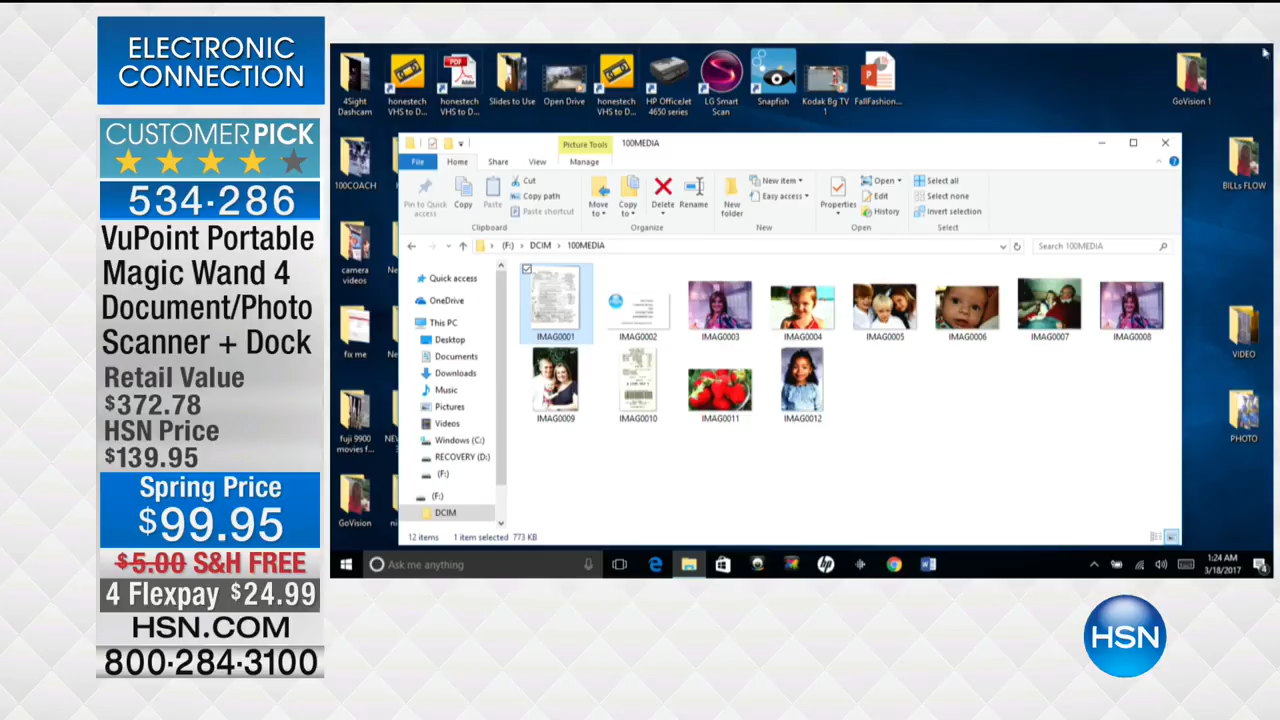 ELECTRONIC
CONNECTION
CUSTOMER PICK
534·286
VuPoint Portable
Magic Wand 4
Document/Photo
Scanner + Dock
Retail Value
$372.78
HSN Price
$139.95
Spring Price
$99.95
$5.00 S&H FREE
4 Flexpay $24.99
HSN.COM
800·284·3100
4Sight
Dashcam
honestech
VHS to D...
honestech
VHS to D...
Slides to Use
Open Drive
honestech
VHS to D...
HP OfficeJet
4650 series
LG Smart
Scan
Snapfish
Kodak Bg TV
1
FallFashion...
GoVision 1
100COACH
camera
videos
fix me
fuji 9900
movies f...
GoVision
BILLs FLOW
VIDEO
PHOTO
Picture Tools
100MEDIA
File
Home
Share
View
Manage
Pin to Quick
access
Copy
Paste
Cut
Copy path
Paste shortcut
Clipboard
Move
to
Copy
to
Delete
Rename
Organize
New
folder
New item
Easy access
New
Properties
Open
Edit
History
Open
Select all
Select none
Invert selection
Select
(F:) > DCIM > 100MEDIA
Search 100MEDIA
Quick access
OneDrive
This PC
Desktop
Documents
Downloads
Music
Pictures
Videos
Windows (C:)
RECOVERY (D:)
(F:)
(F:)
DCIM
IMAG0001
IMAG0002
IMAG0003
IMAG0004
IMAG0005
IMAG0006
IMAG0007
IMAG0008
IMAG0009
IMAG0010
IMAG0011
IMAG0012
12 items 1 item selected 773 KB
Ask me anything
1:24 AM
3/18/2017
4
HSN